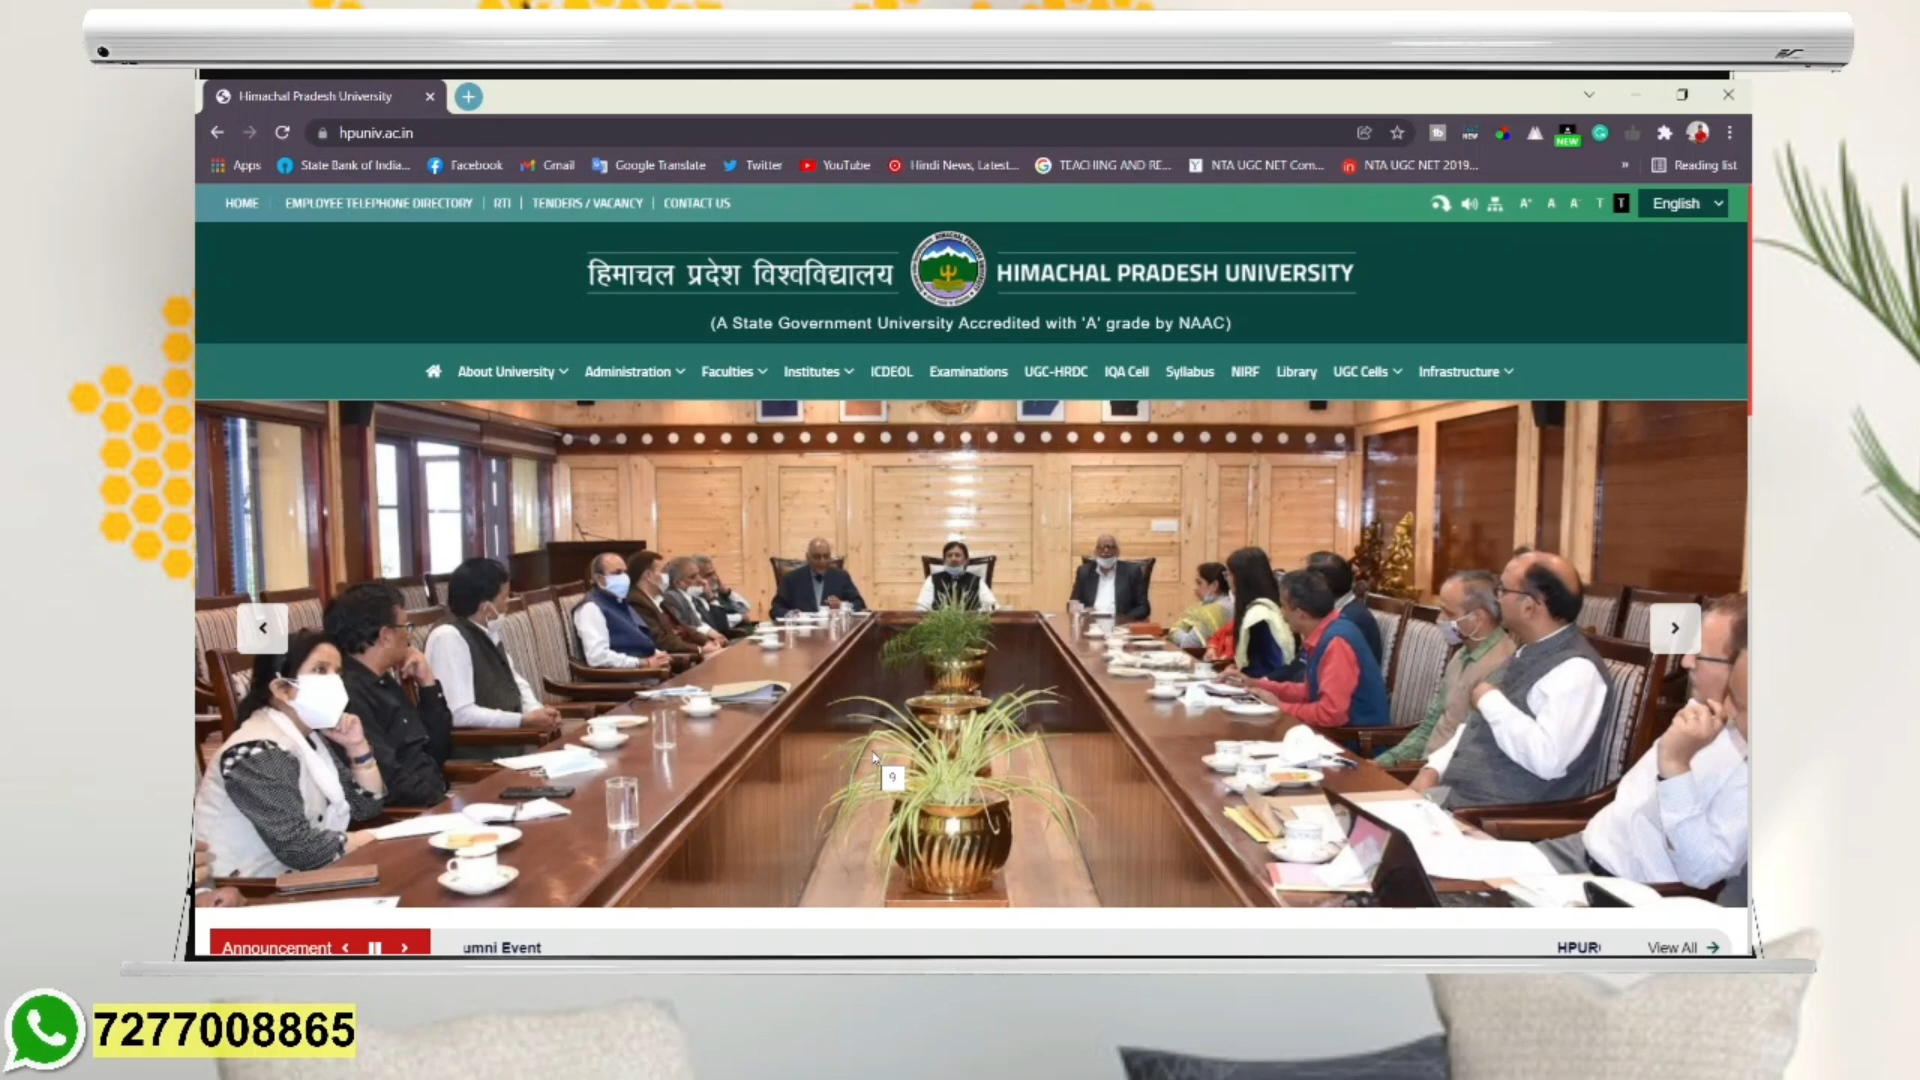 Himachal Pradesh University
hpuniv.ac.in
NEW
NEW
Apps State Bank of India... Facebook Gmail Google Translate Twitter YouTube Hindi News, Latest... TEACHING AND RE... NTA UGC NET Com... NTA UGC NET 2019... » Reading list
HOME | EMPLOYEE TELEPHONE DIRECTORY | RTI | TENDERS / VACANCY | CONTACT US A+ A A- T T English
हिमाचल प्रदेश विश्वविद्यालय HIMACHAL PRADESH UNIVERSITY
(A State Government University Accredited with 'A' grade by NAAC)
About University Administration Faculties Institutes ICDEOL Examinations UGC-HRDC IQA Cell Syllabus NIRF Library UGC Cells Infrastructure
9
Announcement umni Event HPUR View All
7277008865